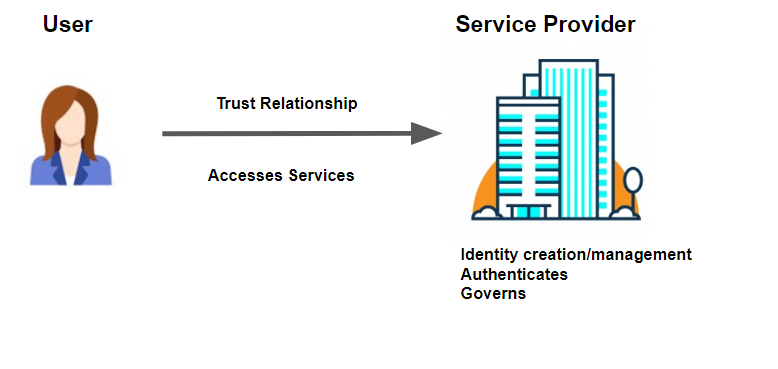 User
Service Provider
Trust Relationship
Accesses Services
Identity creation/management
Authenticates
Governs